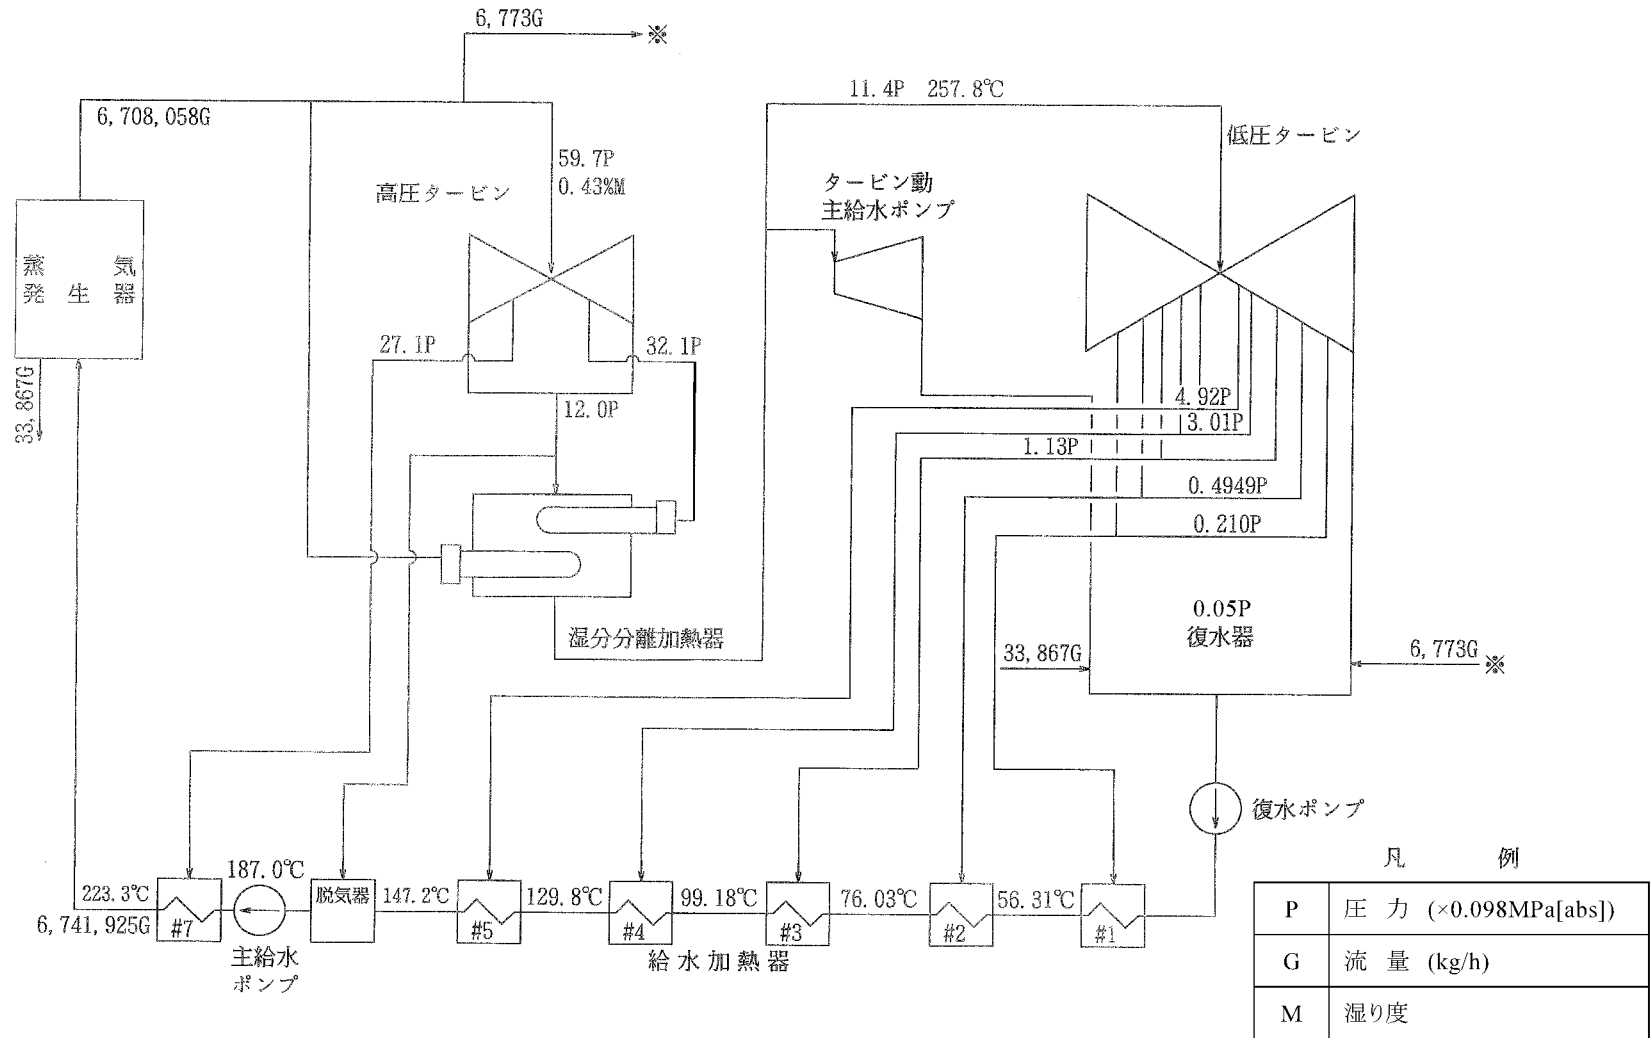 6,773G
※
6,708,058G
11.4P 257.8℃
低圧タービン
59.7P
0.43%M
高圧タービン
タービン動
主給水ポンプ
蒸気
発生器
27.1P
32.1P
33,867G
12.0P
4.92P
3.01P
1.13P
0.4949P
0.210P
0.05P
復水器
湿分分離加熱器
33,867G
6,773G
※
復水ポンプ
223.3℃
6,741,925G
#7
187.0℃
主給水
ポンプ
脱気器
147.2℃
#5
129.8℃
#4
99.18℃
#3
76.03℃
#2
56.31℃
#1
給水加熱器
凡例
P 圧力 (×0.098MPa[abs])
G 流量 (kg/h)
M 湿り度